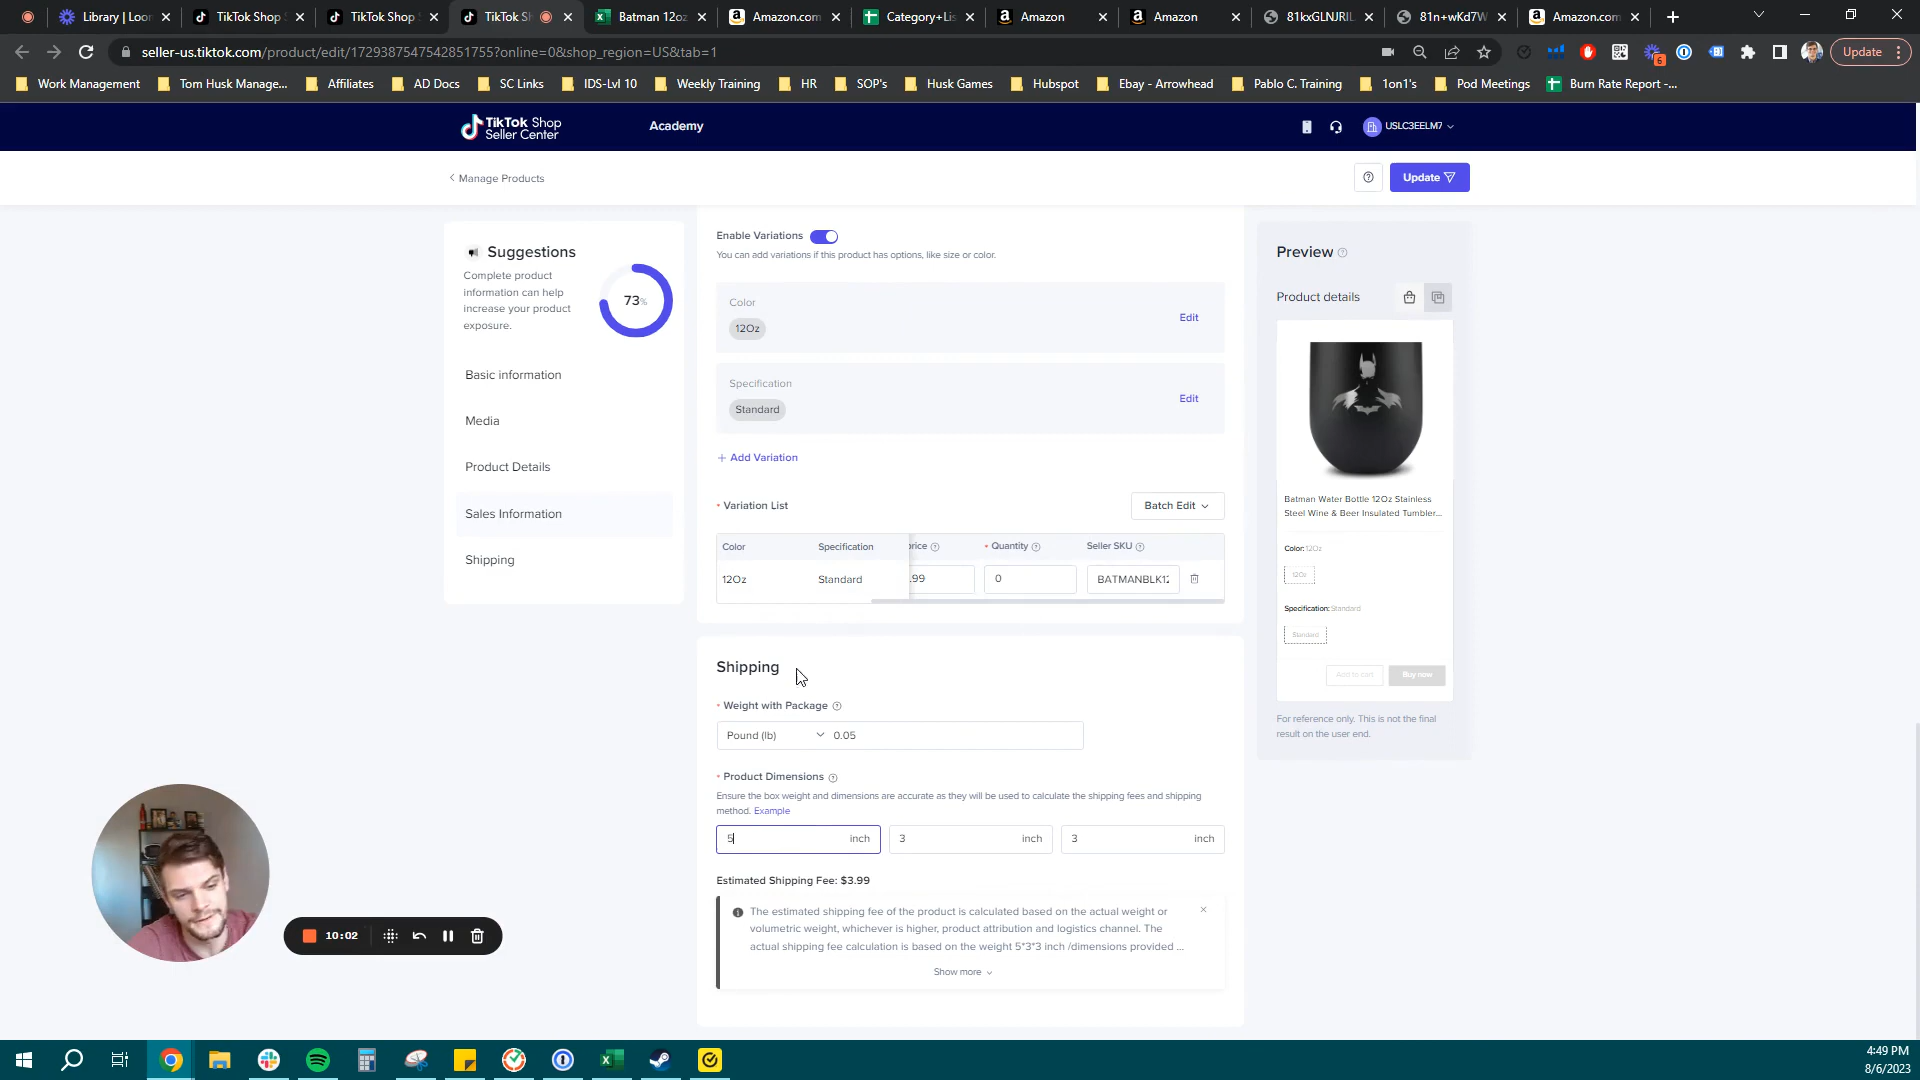 Library | Loor
TikTok Shop
TikTok Shop
TikTok Sh
Batman 12oz
Amazon.com
Category+Lis
Amazon
Amazon
81kxGLNJRIL
81n+wKd7W
Amazon.com
seller-us.tiktok.com/product/edit/1729387547542851755?online=0&shop_region=US&tab=1
6
Update
Work Management
Tom Husk Manage...
Affiliates
AD Docs
SC Links
IDS-Lvl 10
Weekly Training
HR
SOP's
Husk Games
Hubspot
Ebay - Arrowhead
Pablo C. Training
1on1's
Pod Meetings
Burn Rate Report -...
TikTok Shop
Seller Center
Academy
USLC3EELM7
Manage Products
Update
Suggestions
Complete product
information can help
increase your product
exposure.
73%
Basic information
Media
Product Details
Sales Information
Shipping
Enable Variations
You can add variations if this product has options, like size or color.
Color
12Oz
Edit
Specification
Standard
Edit
+ Add Variation
* Variation List
Batch Edit
Color
Specification
price
* Quantity
Seller SKU
12Oz
Standard
.99
0
BATMANBLK12
Shipping
* Weight with Package
Pound (lb)
0.05
* Product Dimensions
Ensure the box weight and dimensions are accurate as they will be used to calculate the shipping fees and shipping
method. Example
5 inch
3 inch
3 inch
Estimated Shipping Fee: $3.99
The estimated shipping fee of the product is calculated based on the actual weight or
volumetric weight, whichever is higher, product attribution and logistics channel. The
actual shipping fee calculation is based on the weight 5*3*3 inch /dimensions provided ...
Show more
Preview
Product details
Batman Water Bottle 12Oz Stainless
Steel Wine & Beer Insulated Tumbler...
Color: 12Oz
12Oz
Specification: Standard
Standard
Add to cart
Buy now
For reference only. This is not the final
result on the user end.
10:02
4:49 PM
8/6/2023